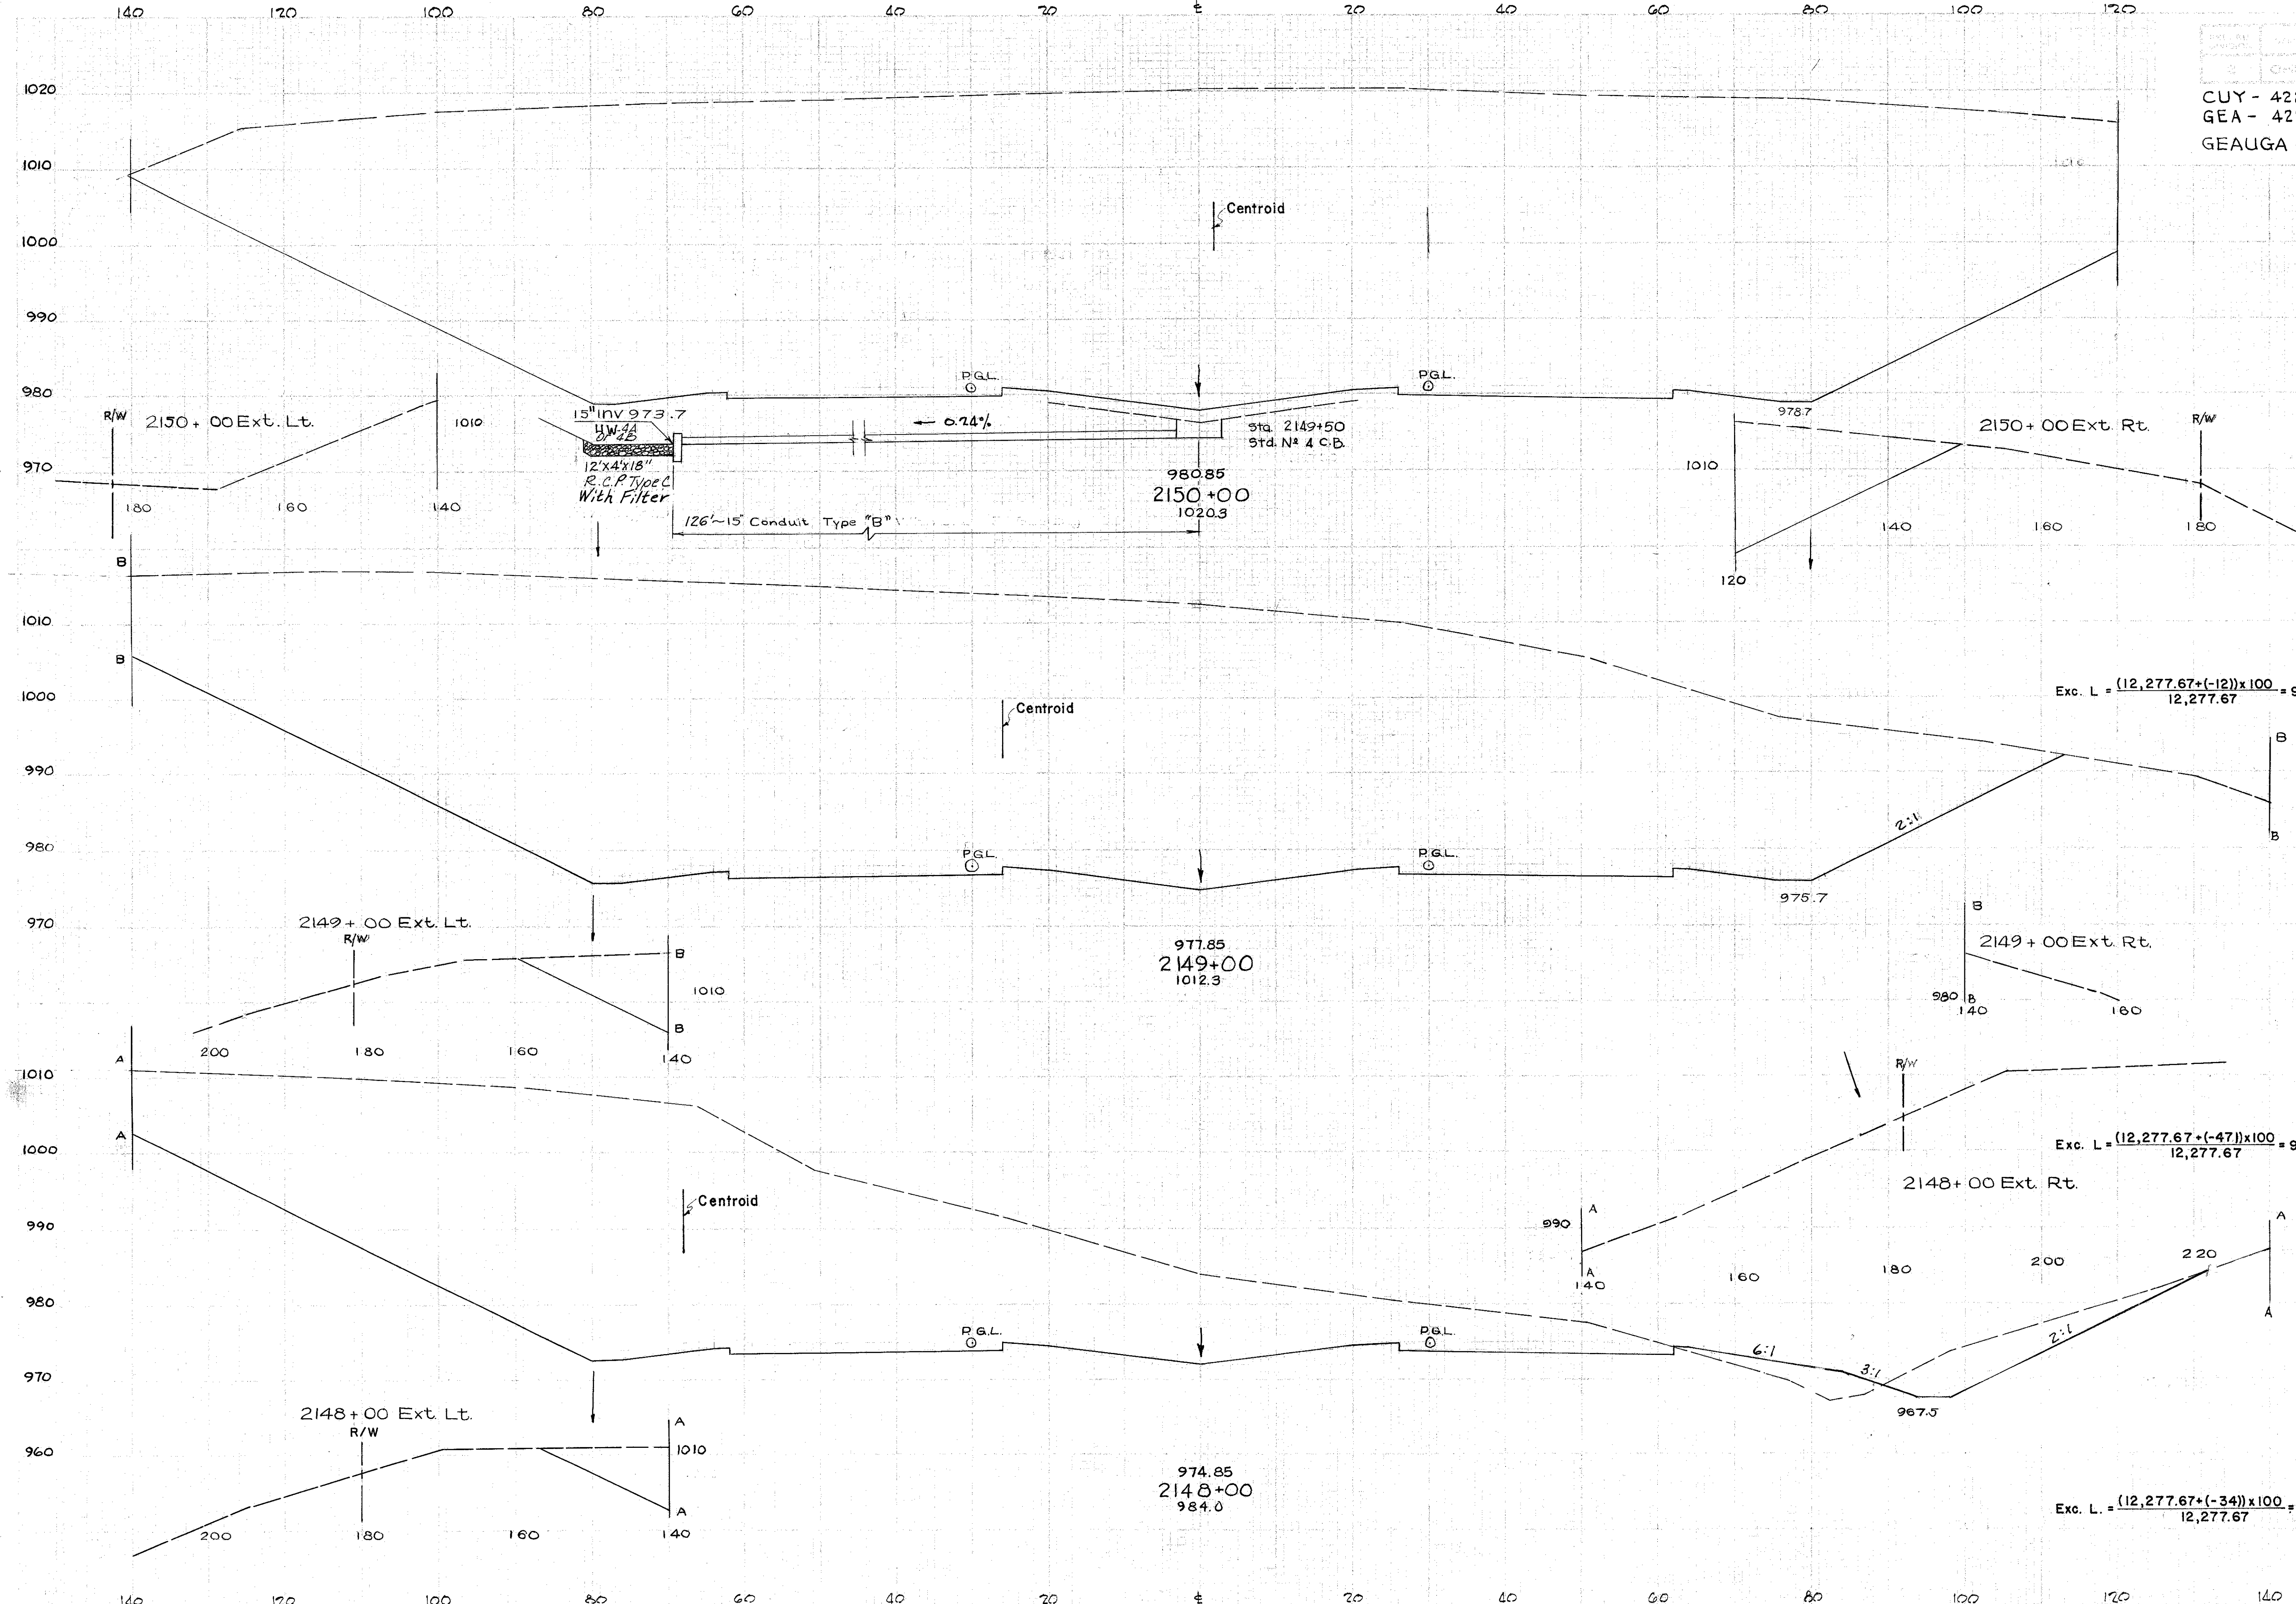 140 120 100 80 60 40 20 ℄ 20 40 60 80 100 120
1020
CUY - 42
GEA - 42
GEAUGA
1010
1010
Centroid
1000
990
P.G.L. P.G.L.
980
978.7
R/W 2150+00 Ext. Lt. 1010
15" INV 973.7
HW-4A
or 4B
← 0.24%
Sta. 2149+50
Std. Nº 4 C.B.
2150+00 Ext. Rt. R/W
970
12'x4'x18"
R.C.P. Type C
With Filter
1010
980.85
2150+00
1020.3
180 160 140
126'~15" Conduit Type "B"
140 160 180
120
B
1010
B
1000
Exc. L = (12,277.67+(-12))x100 = 9
12,277.67
Centroid
B
990
2:1
B
980
P.G.L. P.G.L.
975.7
970
2149+00 Ext. Lt.
R/W
B
1010
B
977.85
2149+00
1012.3
B
2149+00 Ext. Rt.
980 B
140 160
200 180 160 140
A
1010
R/W
A
1000
Exc. L = (12,277.67+(-47.1))x100 = 9
12,277.67
2148+00 Ext. Rt.
Centroid
990
990 A
A
A
140 160 180 200 220
A
980
P.G.L. P.G.L.
6:1 3:1 2:1
970
967.5
2148+00 Ext. Lt.
R/W
A
1010
A
960
974.85
2148+00
984.0
Exc. L. = (12,277.67+(-34))x100 =
12,277.67
200 180 160 140
140 120 100 80 60 40 20 ℄ 20 40 60 80 100 120 140